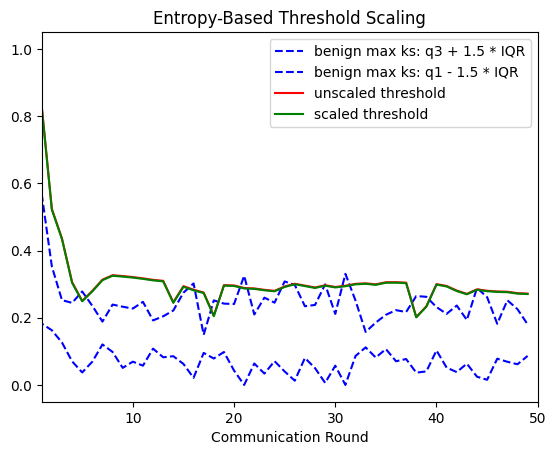 Entropy-Based Threshold Scaling
benign max ks: q3 + 1.5 * IQR
benign max ks: q1 - 1.5 * IQR
unscaled threshold
scaled threshold
1.0
0.8
0.6
0.4
0.2
0.0
10 20 30 40 50
Communication Round